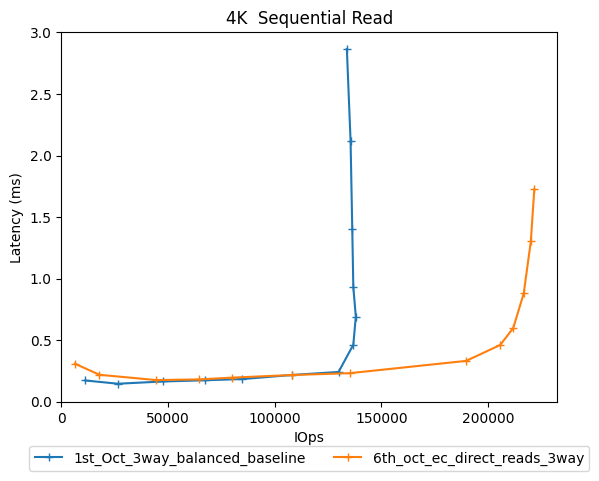 4K  Sequential Read
3.0
2.5
2.0
1.5
1.0
0.5
0.0
Latency (ms)
0 50000 100000 150000 200000
IOps
1st_Oct_3way_balanced_baseline 6th_oct_ec_direct_reads_3way